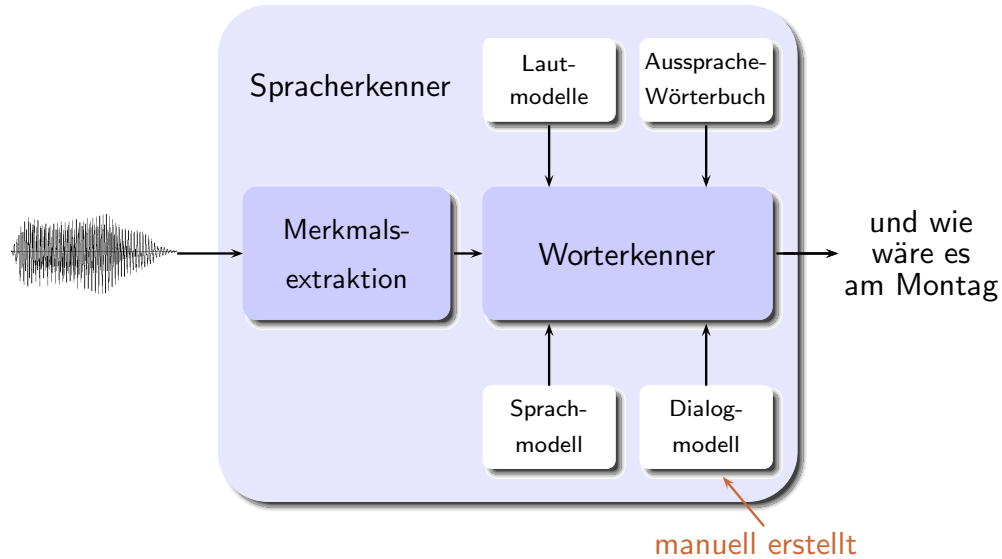 Spracherkenner
Laut-
modelle
Aussprache-
Wörterbuch
Merkmals-
extraktion
Worterkenner
und wie
wäre es
am Montag
Sprach-
modell
Dialog-
modell
manuell erstellt